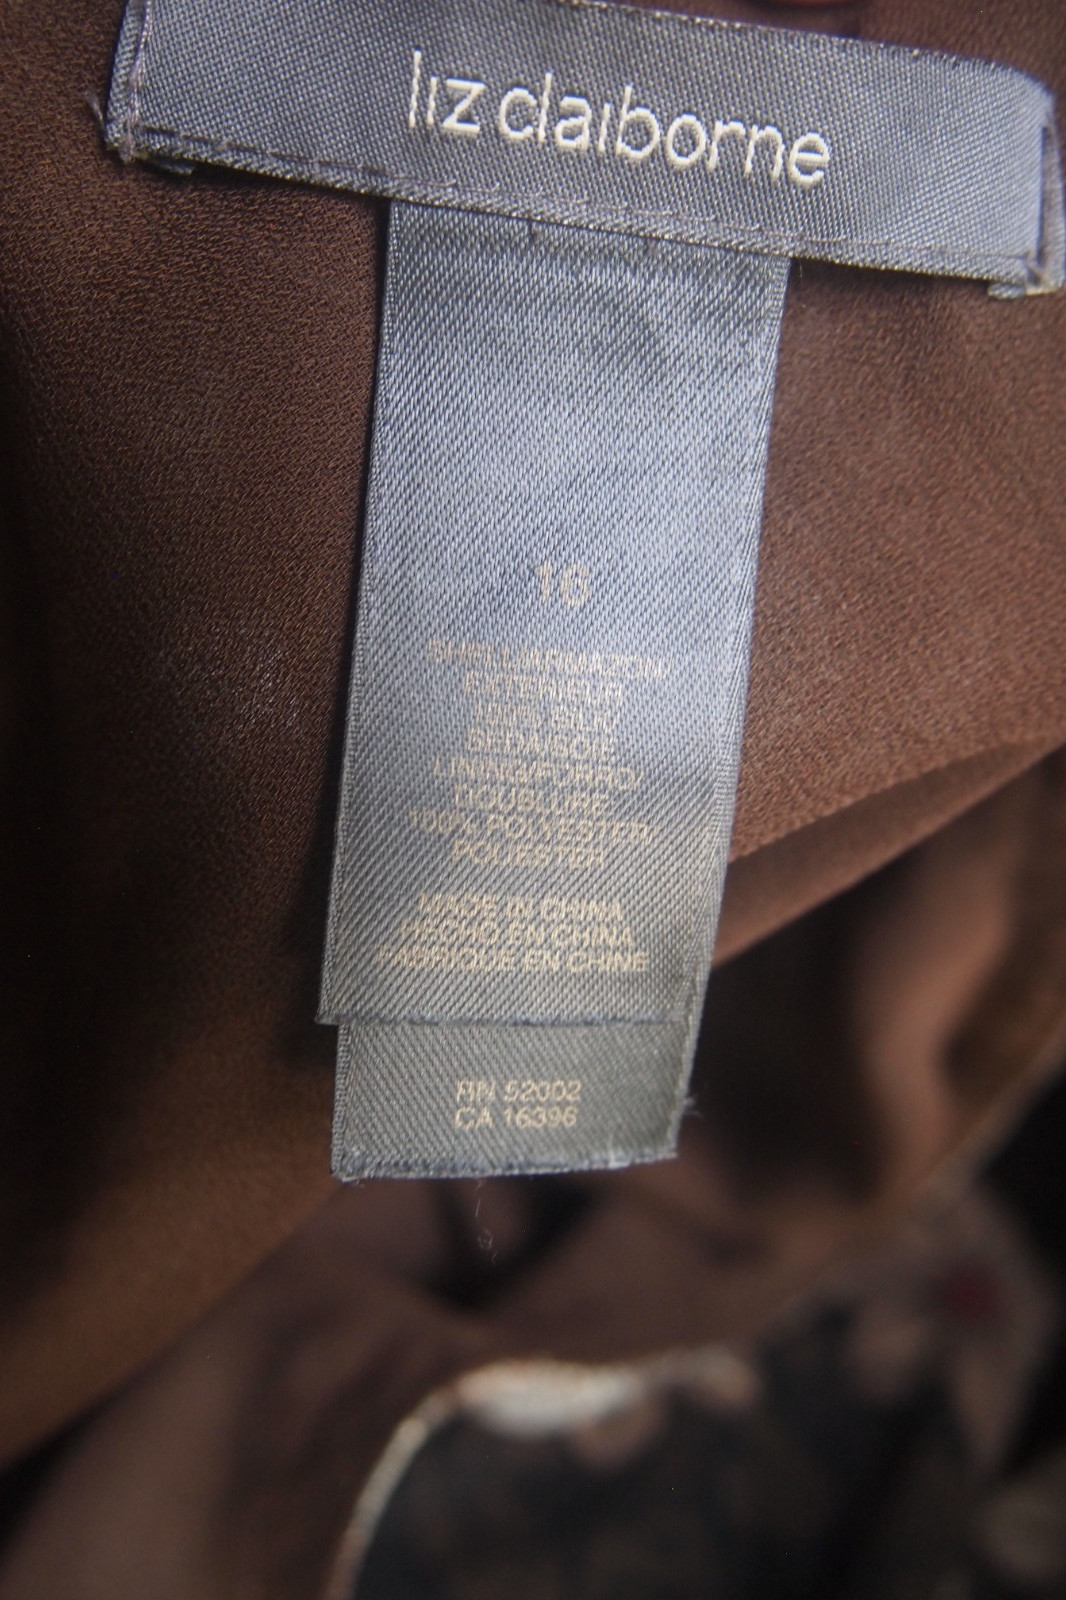 liz claiborne
16
SHELL/ARMAZON/
EXTERIEUR
100% SILK/
SEDA/SOIE
LINING/FORRO/
DOUBLURE
100% POLYESTER/
POLIESTER
MADE IN CHINA
HECHO EN CHINA
FABRIQUE EN CHINE
RN 52002
CA 16396